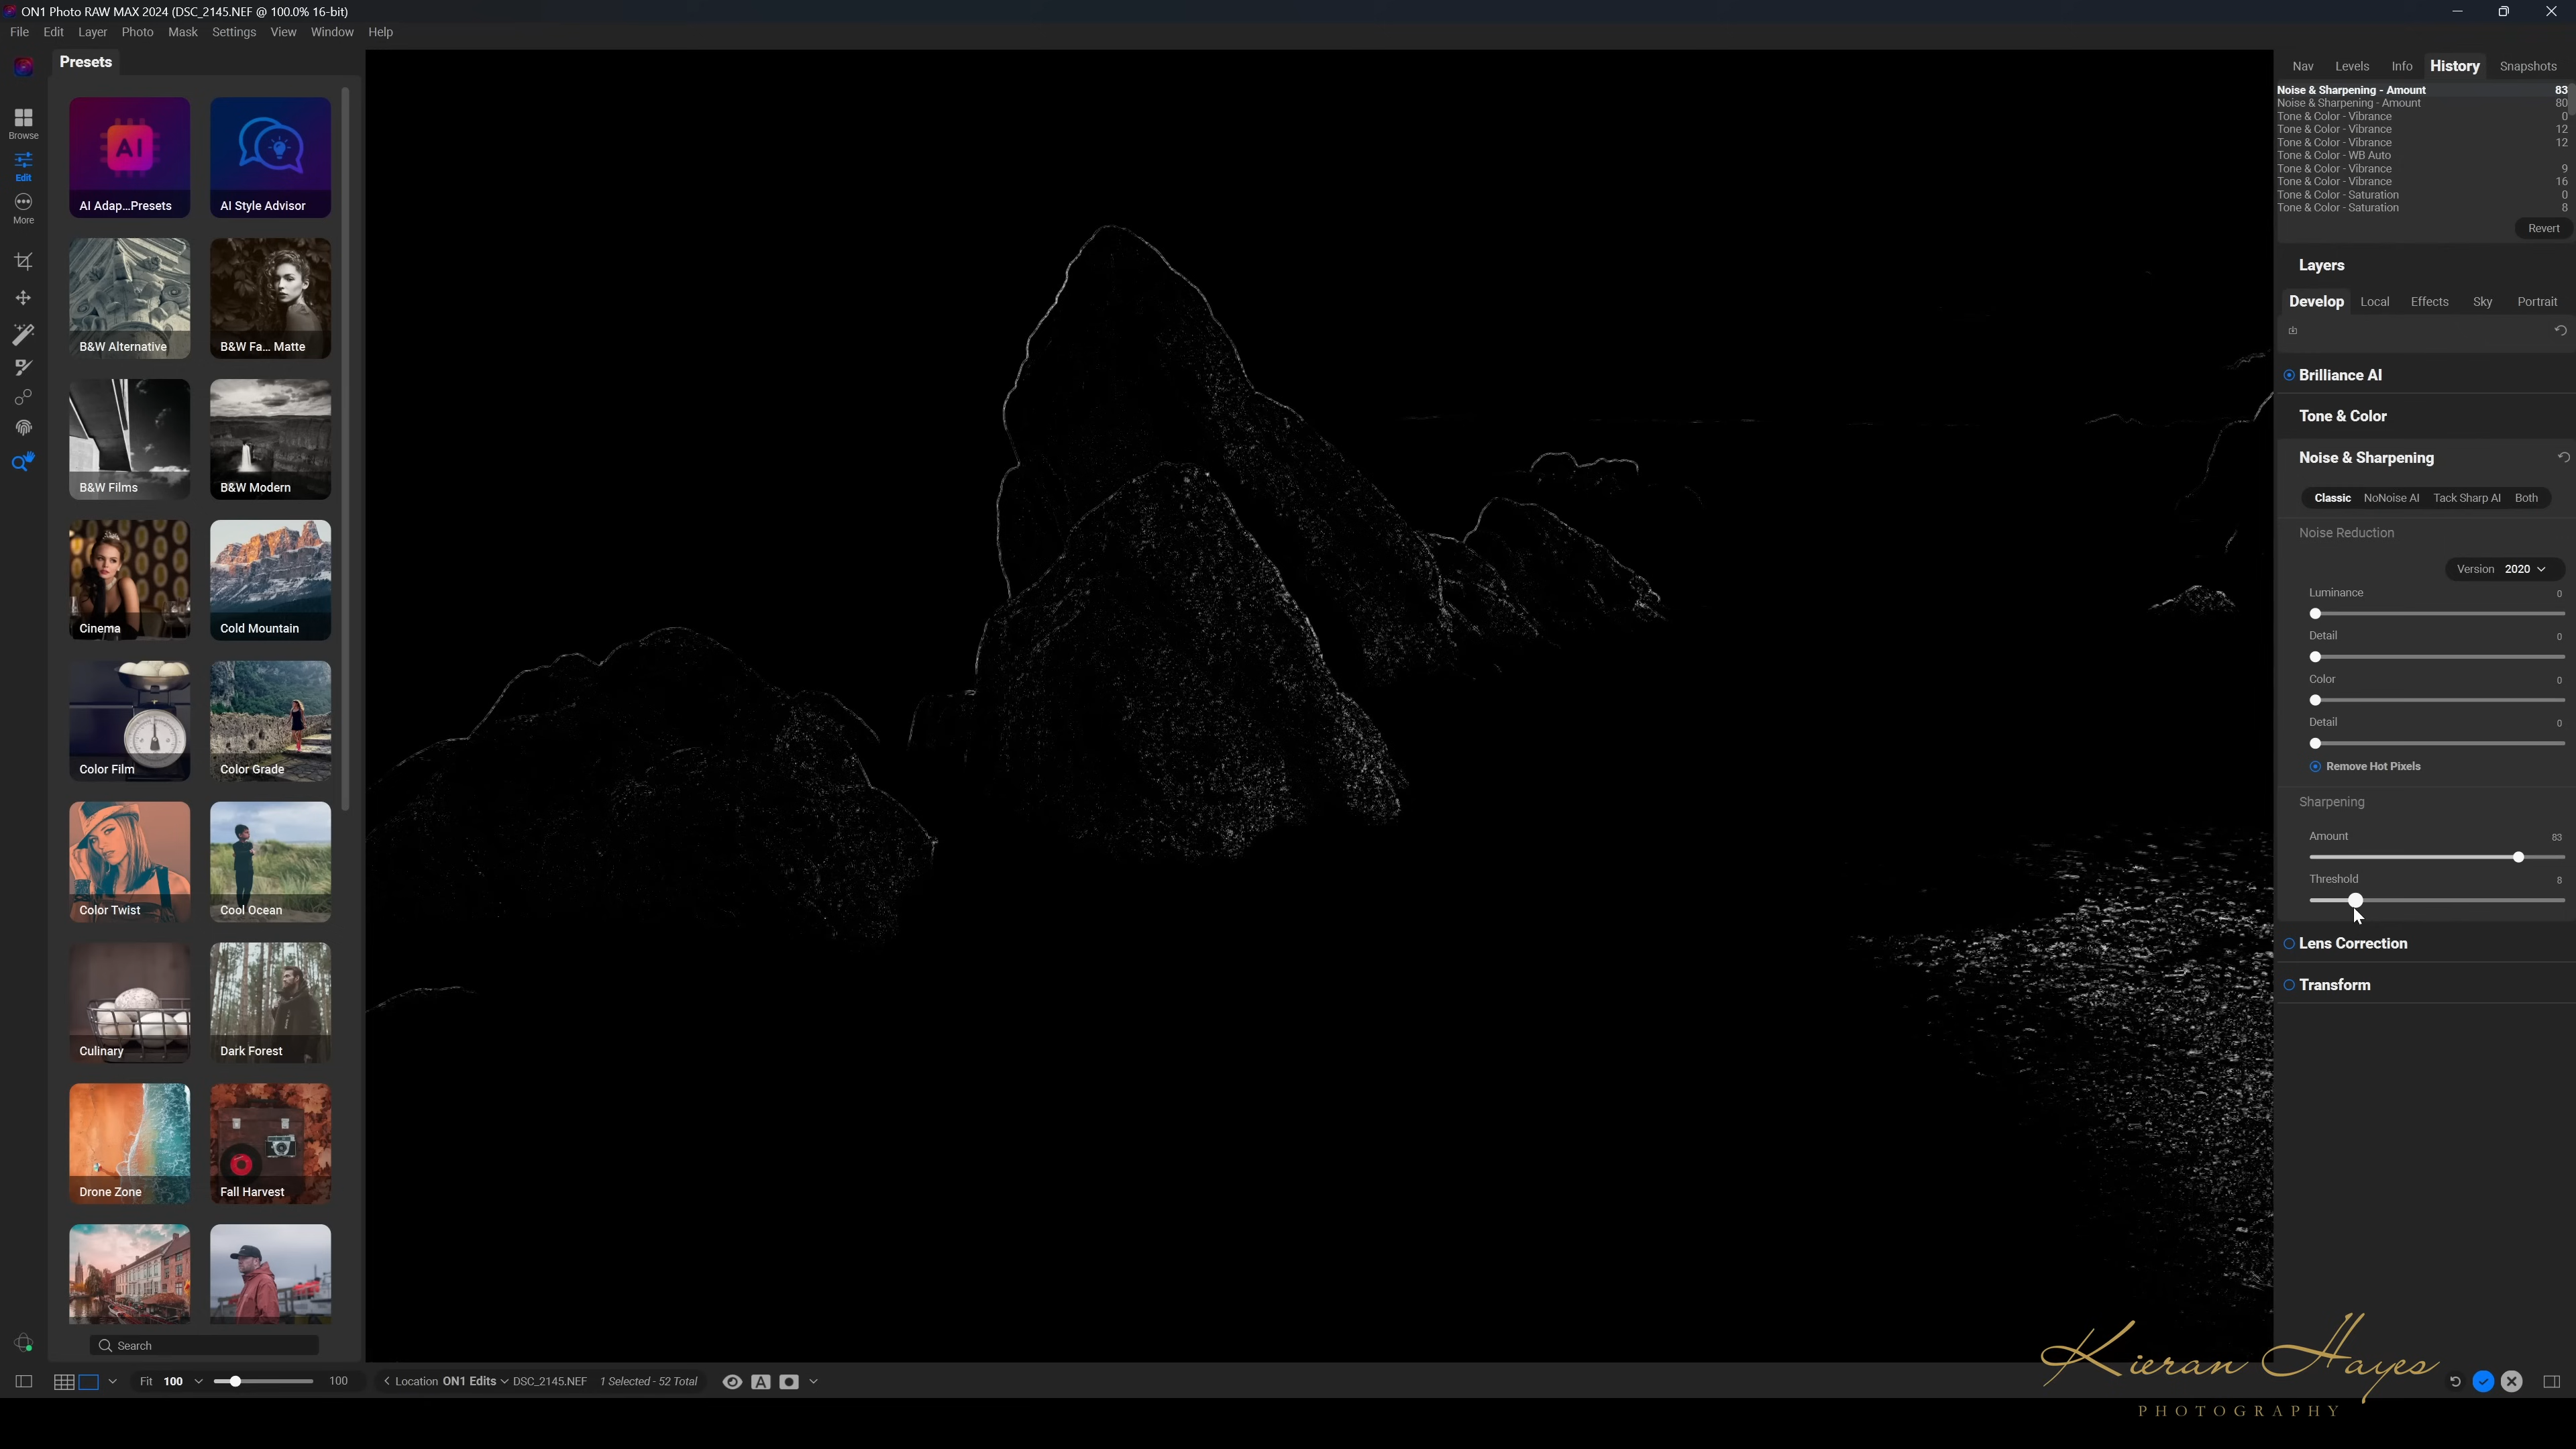 ON1 Photo RAW MAX 2024 (DSC_2145.NEF @ 100.0% 16-bit)
File Edit Layer Photo Mask Settings View Window Help
Browse
Edit
More
Presets
AI Adap...Presets
AI
AI Style Advisor
B&W Alternative
B&W Fa... Matte
B&W Films
B&W Modern
Cinema
Cold Mountain
Color Film
Color Grade
Color Twist
Cool Ocean
Culinary
Dark Forest
Drone Zone
Fall Harvest
Search
Nav Levels Info History Snapshots
Noise & Sharpening - Amount 83
Noise & Sharpening - Amount 80
Tone & Color - Vibrance 0
Tone & Color - Vibrance 12
Tone & Color - Vibrance 12
Tone & Color - WB Auto
Tone & Color - Vibrance 9
Tone & Color - Vibrance 16
Tone & Color - Saturation 0
Tone & Color - Saturation 8
Revert
Layers
Develop Local Effects Sky Portrait
Brilliance AI
Tone & Color
Noise & Sharpening
Classic NoNoise AI Tack Sharp AI Both
Noise Reduction
Version 2020
Luminance 0
Detail 0
Color 0
Detail 0
Remove Hot Pixels
Sharpening
Amount 83
Threshold 8
Lens Correction
Transform
Fit 100 100
Location ON1 Edits DSC_2145.NEF 1 Selected - 52 Total
A
Kieran Hayes
PHOTOGRAPHY